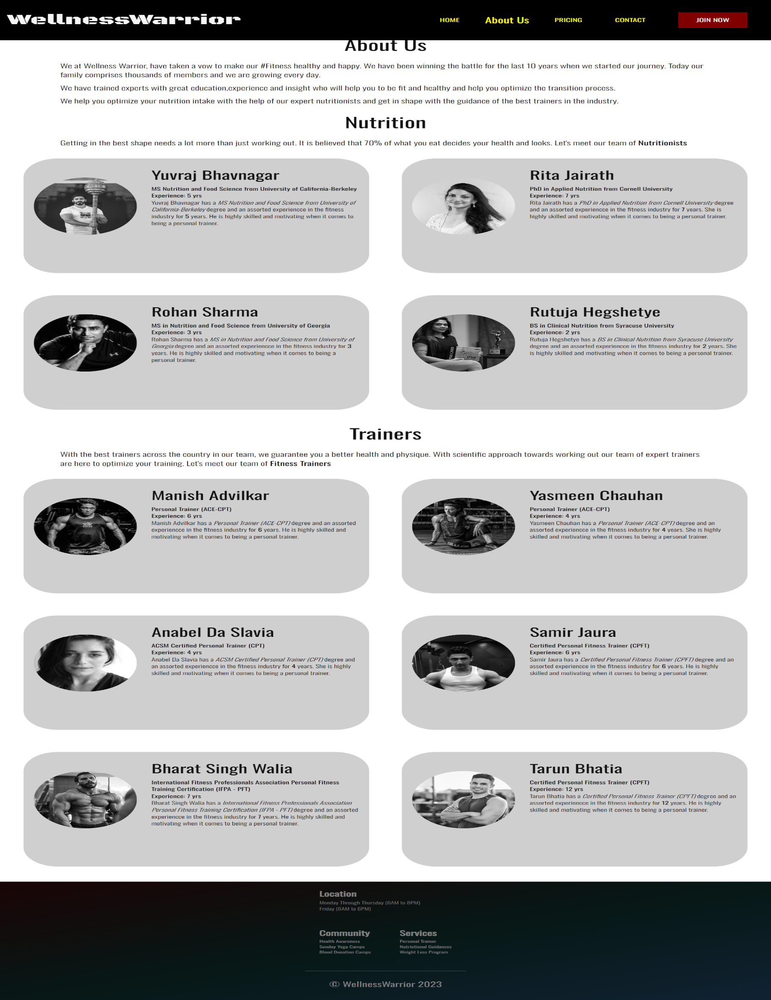 WellnessWarrior
HOME
About Us
PRICING
CONTACT
JOIN NOW
About Us
We at Wellness Warrior, have taken a vow to make our #Fitness healthy and happy. We have been winning the battle for the last 10 years when we started our journey. Today our
family comprises thousands of members and we are growing every day.
We have trained experts with great education,experience and insight who will help you to be fit and healthy and help you optimize the transition process.
We help you optimize your nutrition intake with the help of our expert nutritionists and get in shape with the guidance of the best trainers in the industry.
Nutrition
Getting in the best shape needs a lot more than just working out. It is believed that 70% of what you eat decides your health and looks. Let's meet our team of Nutritionists
Yuvraj Bhavnagar
MS Nutrition and Food Science from University of California-Berkeley
Experience: 5 yrs
Yuvraj Bhavnagar has a MS Nutrition and Food Science from University of
California-Berkeley degree and an assorted experiencce in the fitness
industry for 5 years. He is highly skilled and motivating when it comes to
being a personal trainer.
Rita Jairath
PhD in Applied Nutrition from Cornell University
Experience: 7 yrs
Rita Jairath has a PhD in Applied Nutrition from Cornell University degree
and an assorted experiencce in the fitness industry for 7 years. She is
highly skilled and motivating when it comes to being a personal trainer.
Rohan Sharma
MS in Nutrition and Food Science from University of Georgia
Experience: 3 yrs
Rohan Sharma has a MS in Nutrition and Food Science from University of
Georgia degree and an assorted experiencce in the fitness industry for 3
years. He is highly skilled and motivating when it comes to being a
personal trainer.
PRO CARD
Rutuja Hegshetye
BS in Clinical Nutrition from Syracuse University
Experience: 2 yrs
Rutuja Hegshetye has a BS in Clinical Nutrition from Syracuse University
degree and an assorted experiencce in the fitness industry for 2 years. She
is highly skilled and motivating when it comes to being a personal trainer.
Trainers
With the best trainers across the country in our team, we guarantee you a better health and physique. With scientific approach towards working out our team of expert trainers
are here to optimize your training. Let's meet our team of Fitness Trainers
Manish Advilkar
Personal Trainer (ACE-CPT)
Experience: 6 yrs
Manish Advilkar has a Personal Trainer (ACE-CPT) degree and an assorted
experiencce in the fitness industry for 6 years. He is highly skilled and
motivating when it comes to being a personal trainer.
Yasmeen Chauhan
Personal Trainer (ACE-CPT)
Experience: 4 yrs
Yasmeen Chauhan has a Personal Trainer (ACE-CPT) degree and an
assorted experiencce in the fitness industry for 4 years. She is highly
skilled and motivating when it comes to being a personal trainer.
Anabel Da Slavia
ACSM Certified Personal Trainer (CPT)
Experience: 4 yrs
Anabel Da Slavia has a ACSM Certified Personal Trainer (CPT) degree and
an assorted experiencce in the fitness industry for 4 years. She is highly
skilled and motivating when it comes to being a personal trainer.
Samir Jaura
Certified Personal Fitness Trainer (CPFT)
Experience: 6 yrs
Samir Jaura has a Certified Personal Fitness Trainer (CPFT) degree and an
assorted experiencce in the fitness industry for 6 years. He is highly
skilled and motivating when it comes to being a personal trainer.
Bharat Singh Walia
International Fitness Professionals Association Personal Fitness
Training Certification (IFPA - PFT)
Experience: 7 yrs
Bharat Singh Walia has a International Fitness Professionals Association
Personal Fitness Training Certification (IFPA - PFT) degree and an assorted
experiencce in the fitness industry for 7 years. He is highly skilled and
motivating when it comes to being a personal trainer.
Tarun Bhatia
Certified Personal Fitness Trainer (CPFT)
Experience: 12 yrs
Tarun Bhatia has a Certified Personal Fitness Trainer (CPFT) degree and an
assorted experiencce in the fitness industry for 12 years. He is highly
skilled and motivating when it comes to being a personal trainer.
Location
Monday Through Thursday (6AM to 8PM)
Friday (6AM to 6PM)
Community
Health Awareness
Sunday Yoga Camps
Blood Donation Camps
Services
Personal Trainer
Nutriotional Guidances
Weight Loss Program
© WellnessWarrior 2023